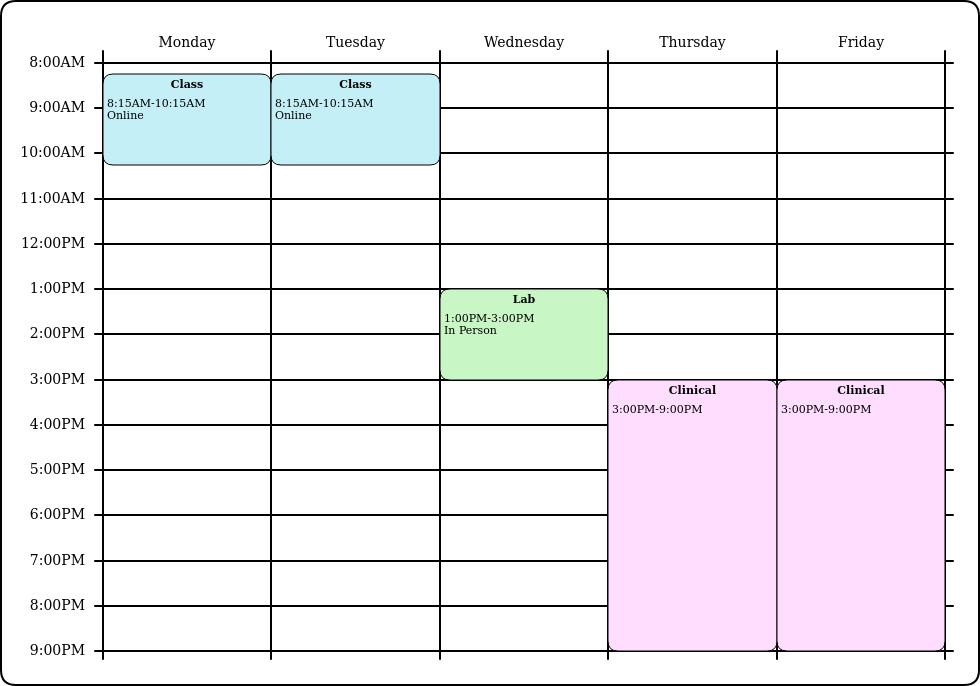 Monday Tuesday Wednesday Thursday Friday
8:00AM
Class Class
8:15AM-10:15AM 8:15AM-10:15AM
9:00AM
Online Online
10:00AM
11:00AM
12:00PM
1:00PM
Lab
1:00PM-3:00PM
In Person
2:00PM
3:00PM
Clinical Clinical
3:00PM-9:00PM 3:00PM-9:00PM
4:00PM
5:00PM
6:00PM
7:00PM
8:00PM
9:00PM